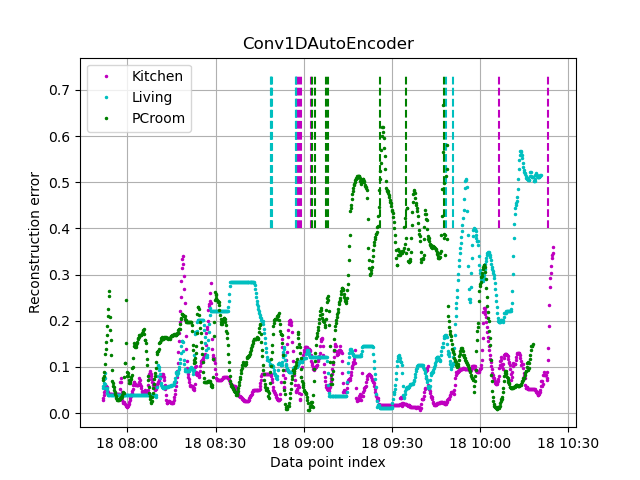 Conv1DAutoEncoder
Kitchen
Living
PCroom
Reconstruction error
0.7
0.6
0.5
0.4
0.3
0.2
0.1
0.0
18 08:00 18 08:30 18 09:00 18 09:30 18 10:00 18 10:30
Data point index